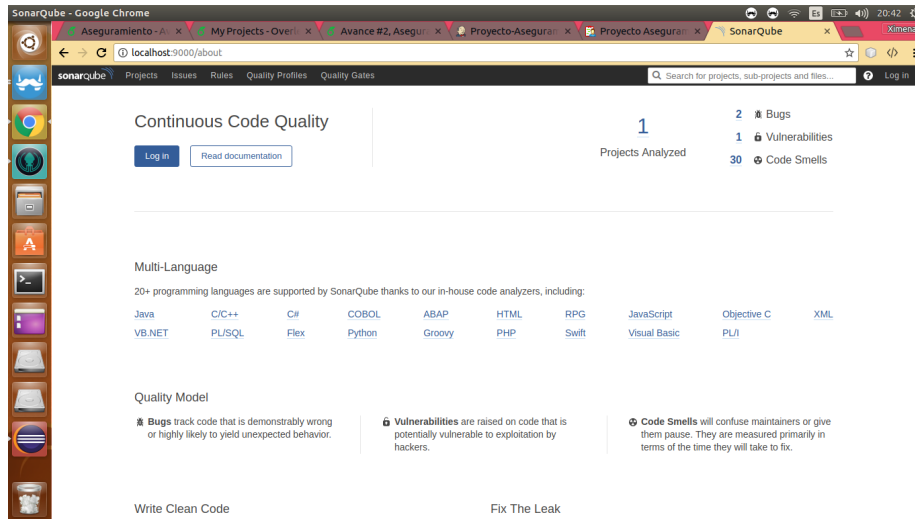 SonarQube - Google Chrome
Es
20:42
Aseguramiento - A
My Projects - Overle
Avance #2, Asegura
Proyecto-Aseguran
Proyecto Aseguram
SonarQube
Ximena
localhost:9000/about
sonarqube Projects Issues Rules Quality Profiles Quality Gates
Search for projects, sub-projects and files...
Log in
Continuous Code Quality
Log in
Read documentation
1
Projects Analyzed
2 Bugs
1 Vulnerabilities
30 Code Smells
Multi-Language
20+ programming languages are supported by SonarQube thanks to our in-house code analyzers, including:
Java C/C++ C# COBOL ABAP HTML RPG JavaScript Objective C XML
VB.NET PL/SQL Flex Python Groovy PHP Swift Visual Basic PL/I
Quality Model
Bugs track code that is demonstrably wrong
or highly likely to yield unexpected behavior.
Vulnerabilities are raised on code that is
potentially vulnerable to exploitation by
hackers.
Code Smells will confuse maintainers or give
them pause. They are measured primarily in
terms of the time they will take to fix.
Write Clean Code
Fix The Leak